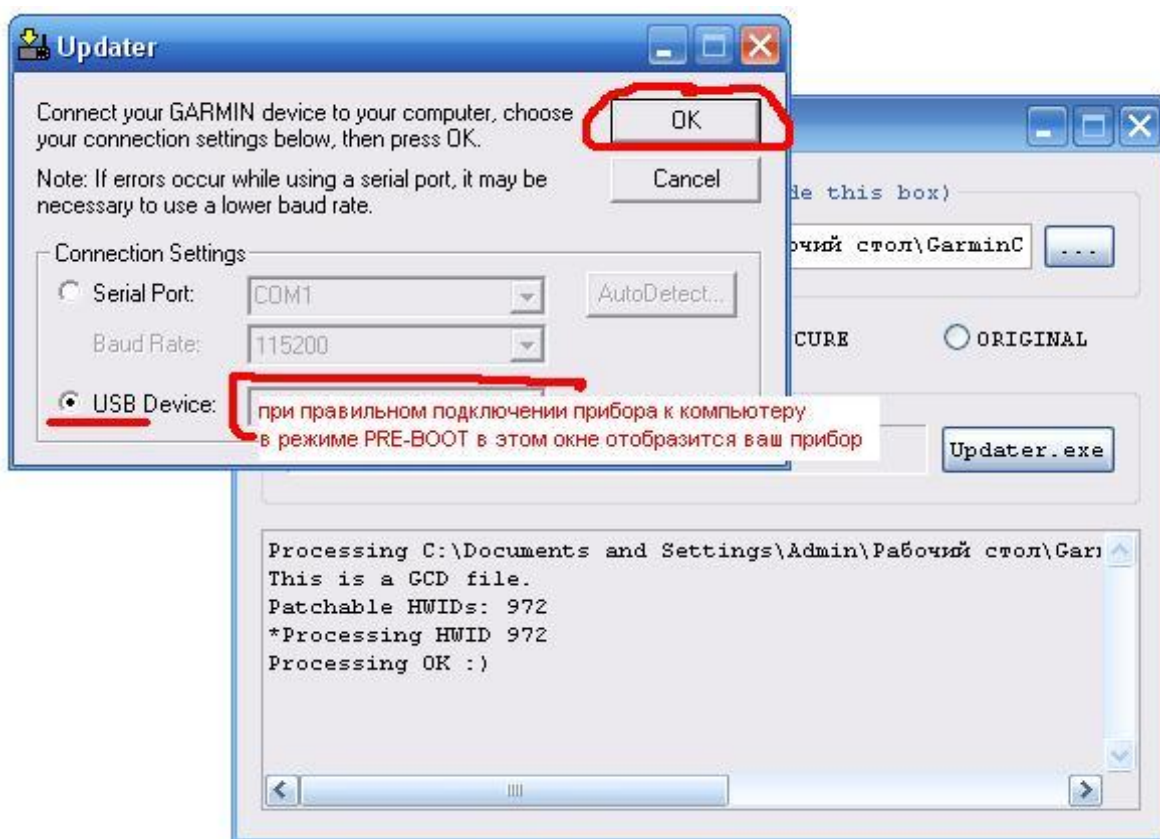 Updater
Connect your GARMIN device to your computer, choose
your connection settings below, then press OK.
OK
Note: If errors occur while using a serial port, it may be
necessary to use a lower baud rate.
Cancel
Connection Settings
Serial Port:
COM1
AutoDetect...
Baud Rate:
115200
USB Device:
при правильном подключении прибора к компьютеру
в режиме PRE-BOOT в этом окне отобразится ваш прибор
this box)
стол\GarminC
...
CURE
ORIGINAL
Updater.exe
Processing C:\Documents and Settings\Admin\Рабочий стол\Gar
This is a GCD file.
Patchable HWIDs: 972
*Processing HWID 972
Processing OK :)